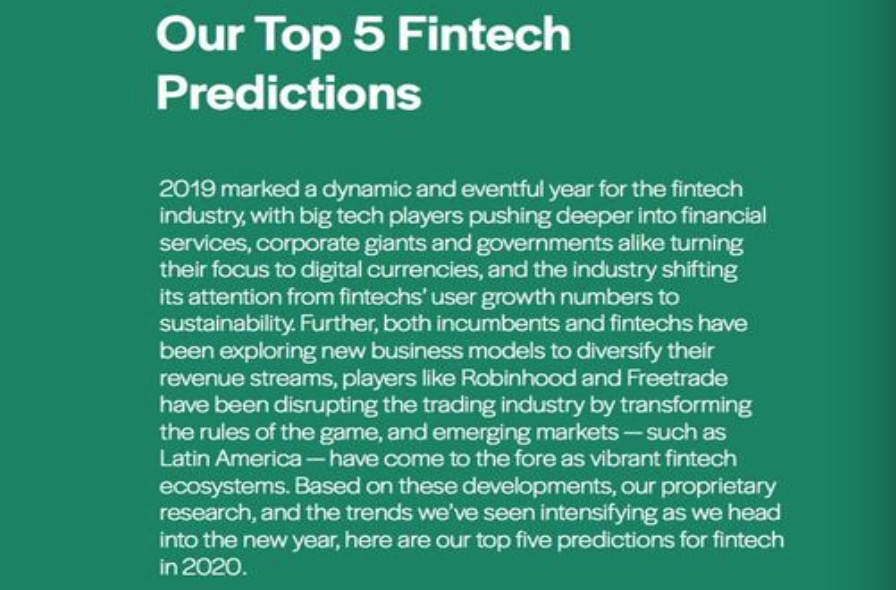 Our Top 5 Fintech
Predictions
2019 marked a dynamic and eventful year for the fintech
industry, with big tech players pushing deeper into financial
services, corporate giants and governments alike turning
their focus to digital currencies, and the industry shifting
its attention from fintechs’ user growth numbers to
sustainability. Further, both incumbents and fintechs have
been exploring new business models to diversify their
revenue streams, players like Robinhood and Freetrade
have been disrupting the trading industry by transforming
the rules of the game, and emerging markets — such as
Latin America — have come to the fore as vibrant fintech
ecosystems. Based on these developments, our proprietary
research, and the trends we’ve seen intensifying as we head
into the new year, here are our top five predictions for fintech
in 2020.